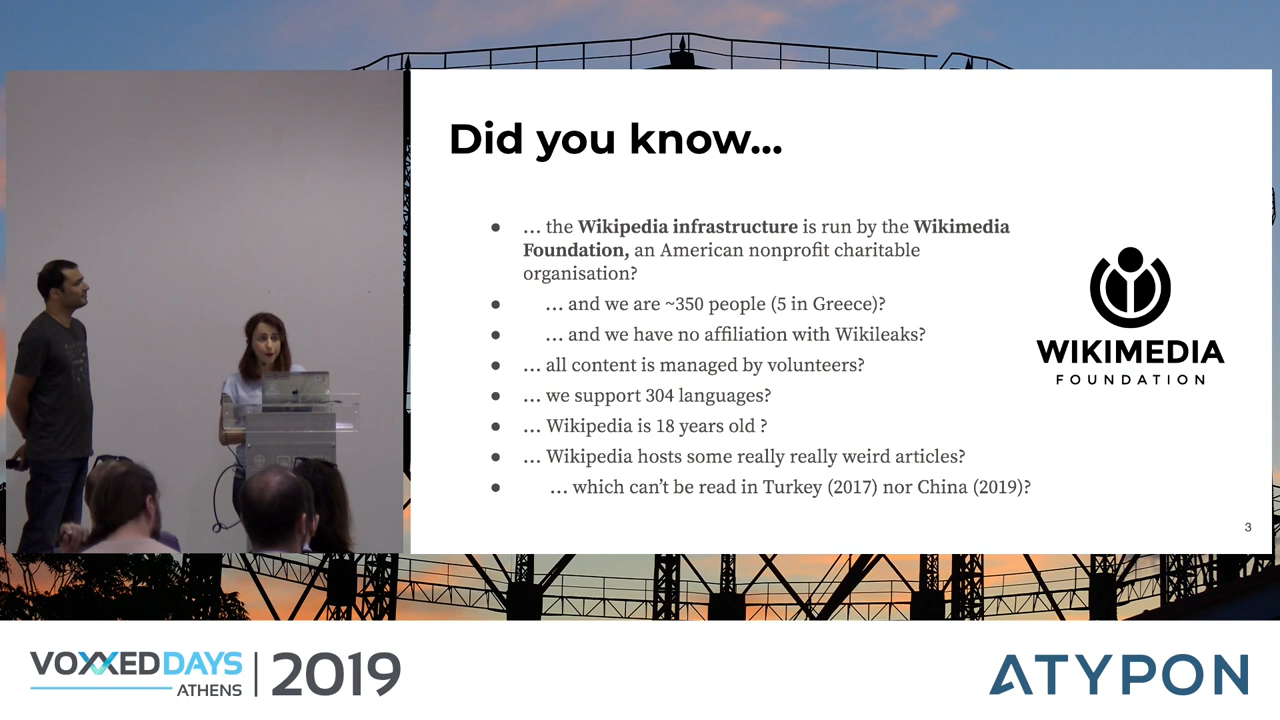 Did you know...
● … the Wikipedia infrastructure is run by the Wikimedia
Foundation, an American nonprofit charitable
organisation?
● … and we are ~350 people (5 in Greece)?
● … and we have no affiliation with Wikileaks?
● … all content is managed by volunteers?
● … we support 304 languages?
● … Wikipedia is 18 years old ?
● … Wikipedia hosts some really really weird articles?
● … which can’t be read in Turkey (2017) nor China (2019)?
WIKIMEDIA
FOUNDATION
3
VOXXED DAYS
ATHENS
2019
ATYPON